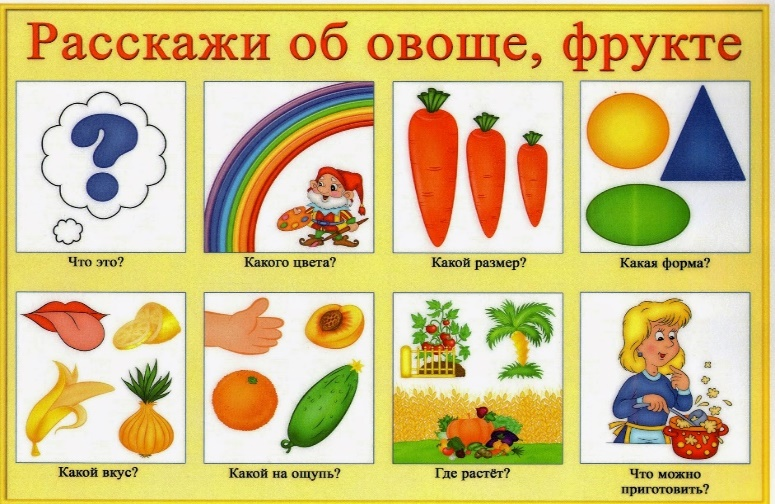 Расскажи об овоще, фрукте
Что это?
Какого цвета?
Какой размер?
Какая форма?
Какой вкус?
Какой на ощупь?
Где растёт?
Что можно
приготовить?